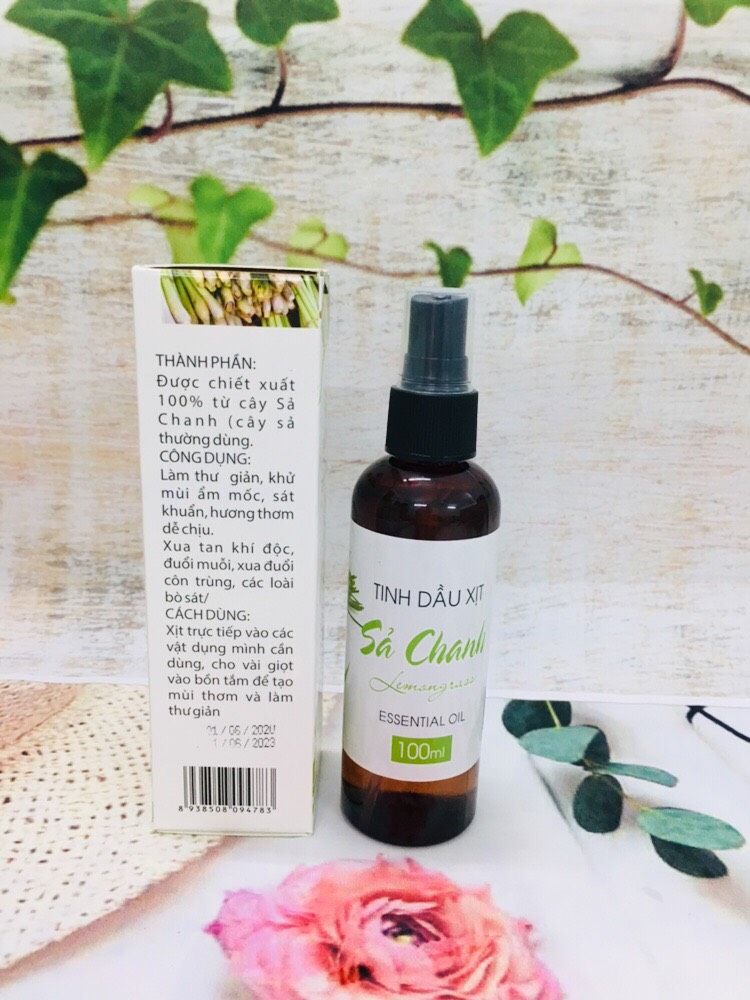 THÀNH PHẦN:
Được chiết xuất
100% từ cây Sả
Chanh (cây sả
thường dùng.
CÔNG DỤNG:
Làm thư giản, khử
mùi ẩm mốc, sát
khuẩn, hương thơm
dễ chịu.
Xua tan khí độc,
đuổi muỗi, xua đuổi
côn trùng, các loài
bò sát/
CÁCH DÙNG:
Xịt trực tiếp vào các
vật dụng mình cần
dùng, cho vài giọt
vào bồn tắm để tạo
mùi thơm và làm
thư giản
01/06/2020
1/06/2023
8938508094783
TINH DẦU XỊT
Sả Chanh
Lemongrass
ESSENTIAL OIL
100ml